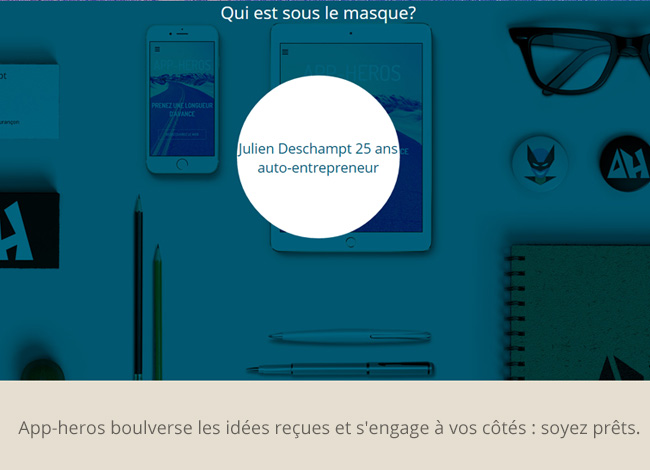 Qui est sous le masque?
APP-HEROS
APP-HEROS
PRENEZ UNE LONGUEUR
D'AVANCE
Julien Deschampt 25 ans
auto-entrepreneur
AH
App-heros boulverse les idées reçues et s'engage à vos côtés : soyez prêts.